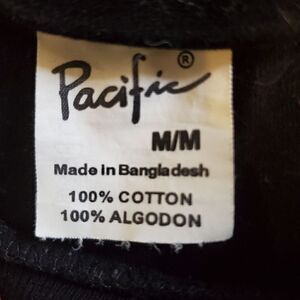 Pacific®
M/M
Made in Bangladesh
100% COTTON
100% ALGODON